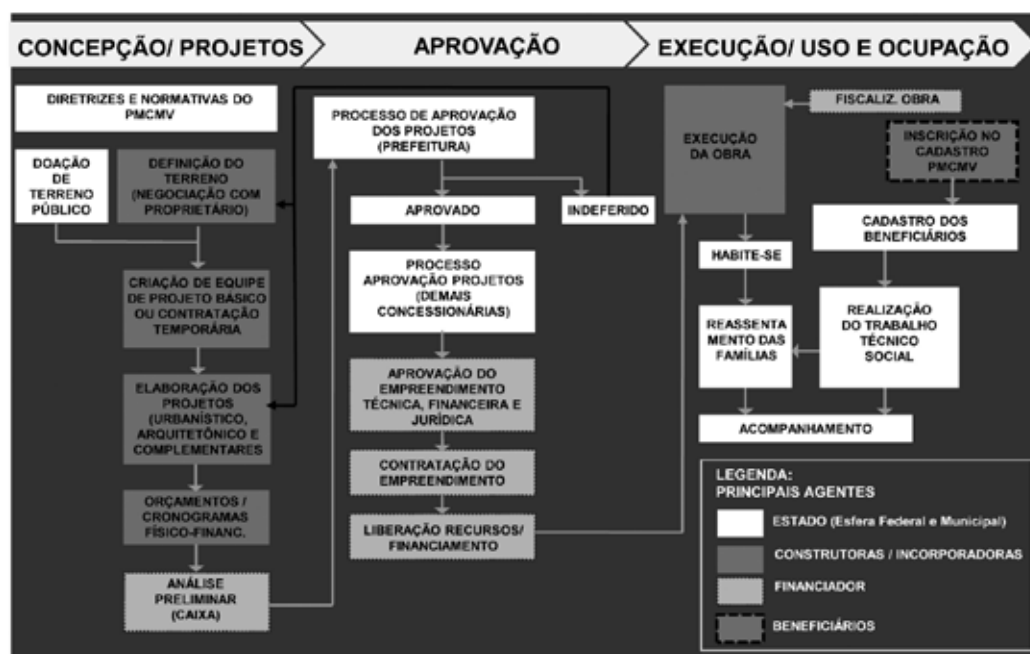 CONCEPÇÃO/ PROJETOS
APROVAÇÃO
EXECUÇÃO/ USO E OCUPAÇÃO
DIRETRIZES E NORMATIVAS DO
PMCMV
DOAÇÃO
DE
TERRENO
PÚBLICO
DEFINIÇÃO DO
TERRENO
(NEGOCIAÇÃO COM
PROPRIETÁRIO)
CRIAÇÃO DE EQUIPE
DE PROJETO BÁSICO
OU CONTRATAÇÃO
TEMPORÁRIA
ELABORAÇÃO DOS
PROJETOS
(URBANÍSTICO,
ARQUITETÔNICO E
COMPLEMENTARES
ORÇAMENTOS /
CRONOGRAMAS
FÍSICO-FINANC.
ANÁLISE
PRELIMINAR
(CAIXA)
PROCESSO DE APROVAÇÃO
DOS PROJETOS
(PREFEITURA)
APROVADO
INDEFERIDO
PROCESSO
APROVAÇÃO PROJETOS
(DEMAIS
CONCESSIONÁRIAS)
APROVAÇÃO DO
EMPREENDIMENTO
TÉCNICA, FINANCEIRA E
JURÍDICA
CONTRATAÇÃO DO
EMPREENDIMENTO
LIBERAÇÃO RECURSOS/
FINANCIAMENTO
EXECUÇÃO
DA OBRA
FISCALIZ. OBRA
INSCRIÇÃO NO
CADASTRO
PMCMV
CADASTRO DOS
BENEFICIÁRIOS
HABITE-SE
REASSENTA
MENTO DAS
FAMÍLIAS
REALIZAÇÃO
DO TRABALHO
TÉCNICO
SOCIAL
ACOMPANHAMENTO
LEGENDA:
PRINCIPAIS AGENTES
ESTADO (Esfera Federal e Municipal)
CONSTRUTORAS / INCORPORADORAS
FINANCIADOR
BENEFICIÁRIOS